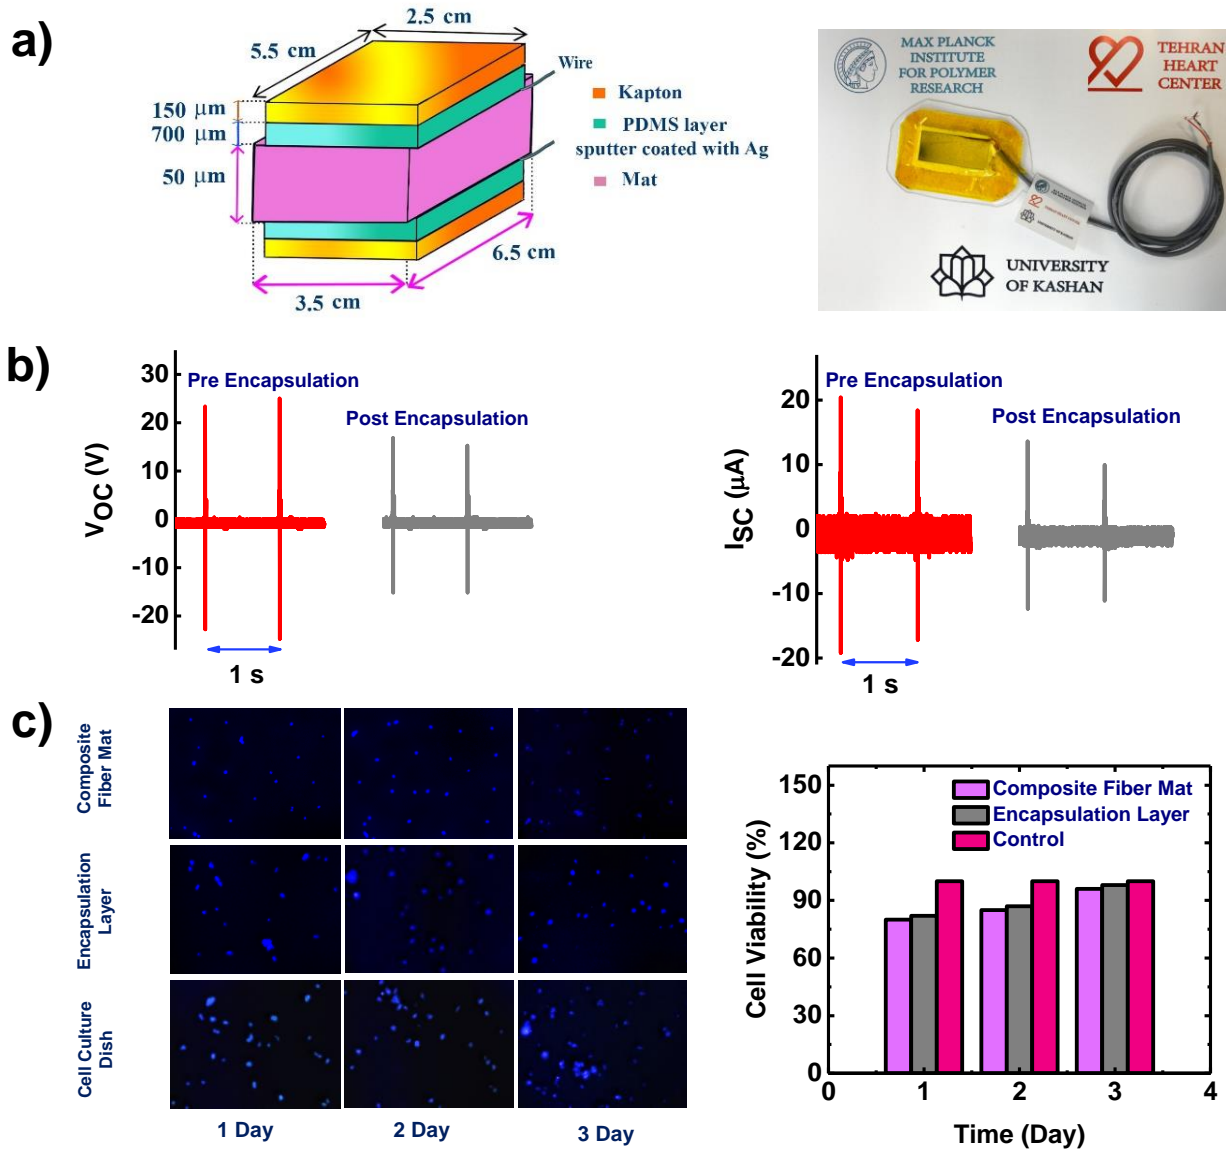 a)
2.5 cm
5.5 cm
Wire
150 μm
700 μm
50 μm
Kapton
PDMS layer
sputter coated with Ag
Mat
6.5 cm
3.5 cm
MAX PLANCK
INSTITUTE
FOR POLYMER
RESEARCH
TEHRAN
HEART
CENTER
UNIVERSITY
OF KASHAN
b)
30
20
10
0
-10
-20
VOC (V)
Pre Encapsulation
Post Encapsulation
1 s
20
10
0
-10
-20
ISC (μA)
Pre Encapsulation
Post Encapsulation
1 s
c)
Composite
Fiber Mat
Encapsulation
Layer
Cell Culture
Dish
1 Day
2 Day
3 Day
150
120
90
60
30
0
Cell Viability (%)
Composite Fiber Mat
Encapsulation Layer
Control
0
1
2
3
4
Time (Day)